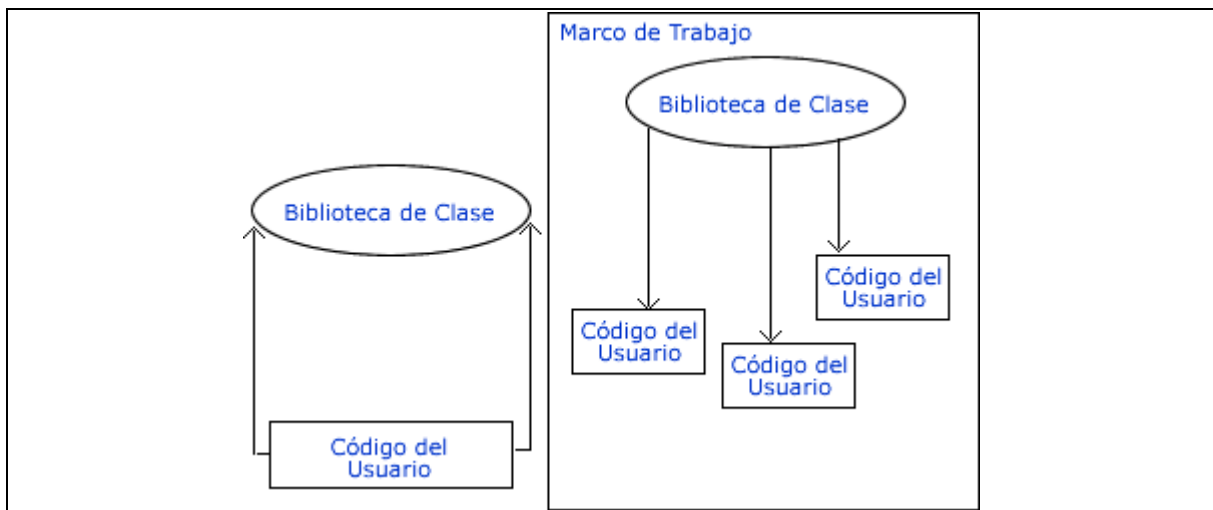 Marco de Trabajo
Biblioteca de Clase
Biblioteca de Clase
Código del
Usuario
Código del
Usuario
Código del
Usuario
Código del
Usuario